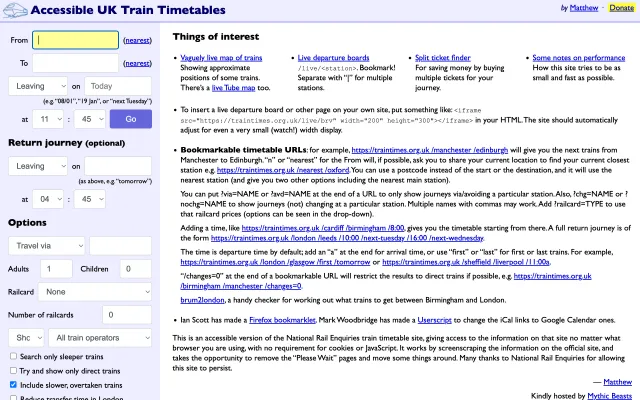 Accessible UK Train Timetables
by Matthew · Donate
From (nearest)
To (nearest)
Leaving on Today
(e.g. "08/01", "19 Jan", or "next Tuesday")
at 11 : 45 Go
Return journey (optional)
Leaving on
(as above, e.g. "tomorrow")
at 04 : 45
Options
Travel via
Adults 1 Children 0
Railcard None
Number of railcards 0
Shc All train operators
Search only sleeper trains
Try and show only direct trains
Include slower, overtaken trains
Reduce transfer time in London
Things of interest
• Vaguely live map of trains
Showing approximate
positions of some trains.
There's a live Tube map too.
• Live departure boards
/live/<station>. Bookmark!
Separate with "|" for multiple
stations.
• Split ticket finder
For saving money by buying
multiple tickets for your
journey.
• Some notes on performance
How this site tries to be as
small and fast as possible.
• To insert a live departure board or other page on your own site, put something like: <iframe
src="https://traintimes.org.uk/live/brv" width="200" height="300"></iframe> in your HTML. The site should automatically
adjust for even a very small (watch!) width display.
• Bookmarkable timetable URLs: for example, https://traintimes.org.uk/manchester/edinburgh will give you the next trains from
Manchester to Edinburgh. "n" or "nearest" for the From will, if possible, ask you to share your current location to find your current closest
station e.g. https://traintimes.org.uk/nearest/oxford. You can use a postcode instead of the start or the destination, and it will use the
nearest station (and give you two other options including the nearest main station).
You can put ?via=NAME or ?avd=NAME at the end of a URL to only show journeys via/avoiding a particular station. Also, ?chg=NAME or ?
nochg=NAME to show journeys (not) changing at a particular station. Multiple names with commas may work. Add ?railcard=TYPE to use
that railcard prices (options can be seen in the drop-down).
Adding a time, like https://traintimes.org.uk/cardiff/birmingham/8:00, gives you the timetable starting from there. A full return journey is of
the form https://traintimes.org.uk/london/leeds/10:00/next-tuesday/16:00/next-wednesday.
The time is departure time by default; add an "a" at the end for arrival time, or use "first" or "last" for first or last trains. For example,
https://traintimes.org.uk/london/glasgow/first/tomorrow or https://traintimes.org.uk/sheffield/liverpool/11:00a.
"/changes=0" at the end of a bookmarkable URL will restrict the results to direct trains if possible, e.g. https://traintimes.org.uk
/birmingham/manchester/changes=0.
brum2london, a handy checker for working out what trains to get between Birmingham and London.
• Ian Scott has made a Firefox bookmarklet, Mark Woodbridge has made a Userscript to change the iCal links to Google Calendar ones.
This is an accessible version of the National Rail Enquiries train timetable site, giving access to the information on that site no matter what
browser you are using, with no requirement for cookies or JavaScript. It works by screenscraping the information on the official site, and
takes the opportunity to remove the "Please Wait" pages and move some things around. Many thanks to National Rail Enquiries for allowing
this site to persist.
— Matthew
Kindly hosted by Mythic Beasts